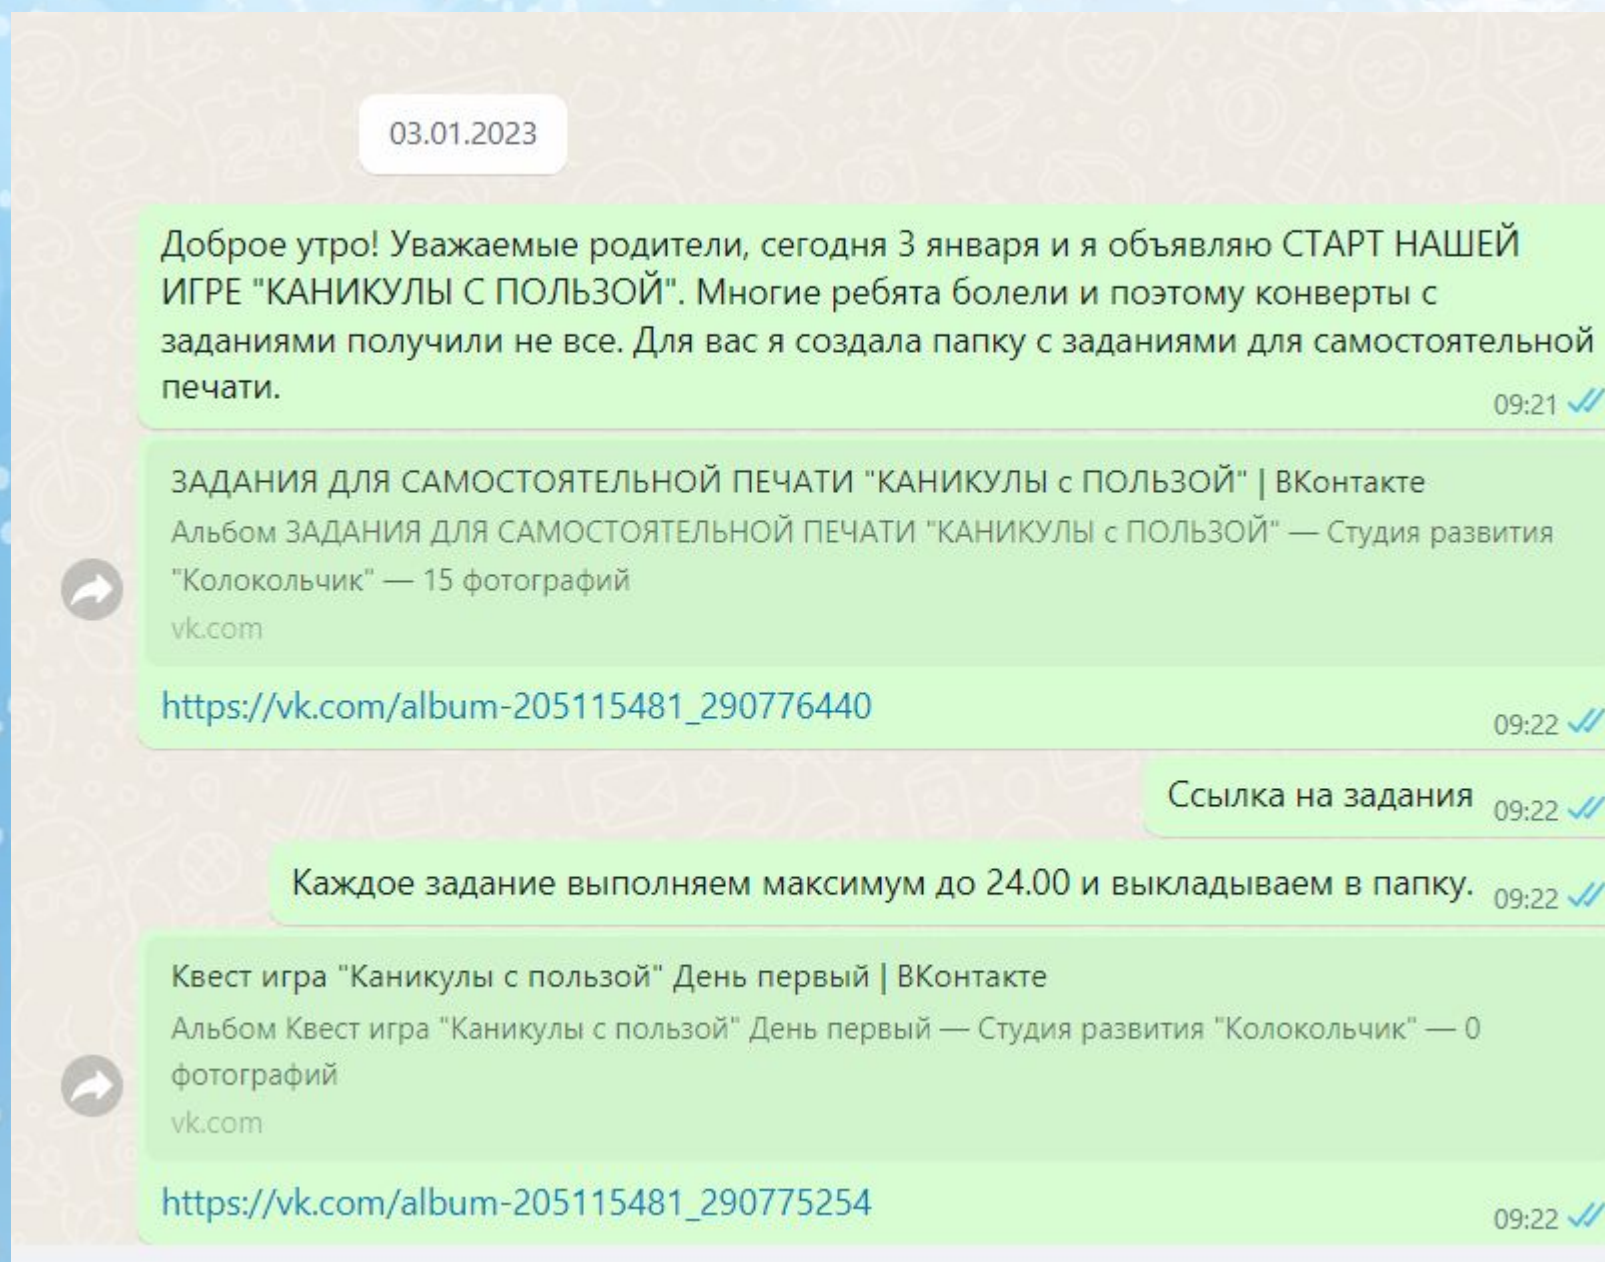 03.01.2023
Доброе утро! Уважаемые родители, сегодня 3 января и я объявляю СТАРТ НАШЕЙ
ИГРЕ "КАНИКУЛЫ С ПОЛЬЗОЙ". Многие ребята болели и поэтому конверты с
заданиями получили не все. Для вас я создала папку с заданиями для самостоятельной
печати.
09:21
ЗАДАНИЯ ДЛЯ САМОСТОЯТЕЛЬНОЙ ПЕЧАТИ "КАНИКУЛЫ с ПОЛЬЗОЙ" | ВКонтакте
Альбом ЗАДАНИЯ ДЛЯ САМОСТОЯТЕЛЬНОЙ ПЕЧАТИ "КАНИКУЛЫ с ПОЛЬЗОЙ" — Студия развития
"Колокольчик" — 15 фотографий
vk.com
https://vk.com/album-205115481_290776440
09:22
Ссылка на задания 09:22
Каждое задание выполняем максимум до 24.00 и выкладываем в папку. 09:22
Квест игра "Каникулы с пользой" День первый | ВКонтакте
Альбом Квест игра "Каникулы с пользой" День первый — Студия развития "Колокольчик" — 0
фотографий
vk.com
https://vk.com/album-205115481_290775254
09:22